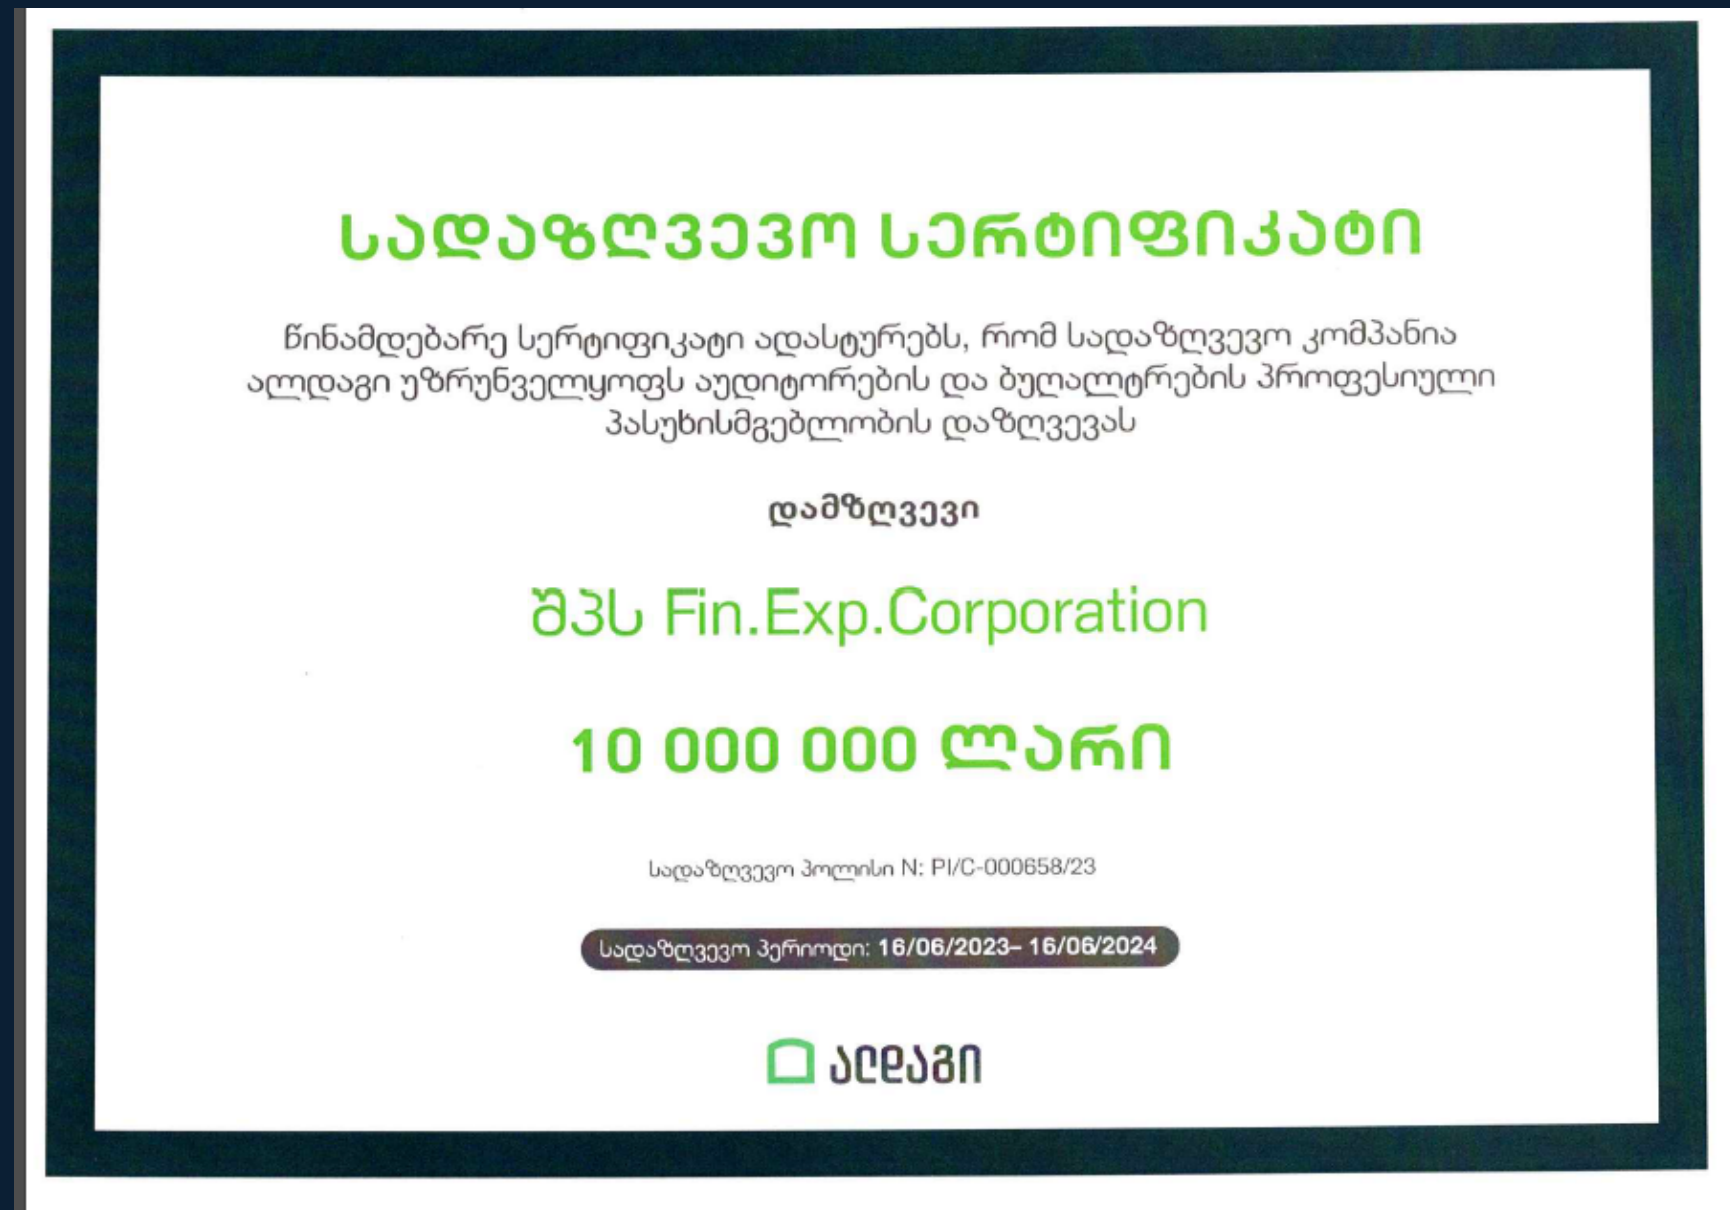 სადაზღვევო სერტიფიკატი
წინამდებარე სერტიფიკატი ადასტურებს, რომ სადაზღვევო კომპანია
ალდაგი უზრუნველყოფს აუდიტორების და ბუღალტრების პროფესიული
პასუხისმგებლობის დაზღვევას
დამზღვევი
შპს Fin.Exp.Corporation
10 000 000 ლარი
სადაზღვევო პოლისი N: PI/C-000658/23
სადაზღვევო პერიოდი: 16/06/2023– 16/06/2024
ალდაგი